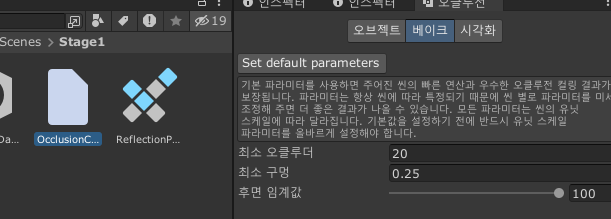 인스펙터
인스펙터
오클루전
19
Scenes > Stage1
오브젝트 베이크 시각화
Set default parameters
기본 파라미터를 사용하면 주어진 씬의 빠른 연산과 우수한 오클루전 컬링 결과가
보장됩니다. 파라미터는 항상 씬에 따라 특정되기 때문에 씬 별로 파라미터를 미세
조정해 주면 더 좋은 결과가 나올 수 있습니다. 모든 파라미터는 씬의 유닛
스케일에 따라 달라집니다. 기본값을 설정하기 전에 반드시 유닛 스케일
파라미터를 올바르게 설정해야 합니다.
Da...
OcclusionC...
ReflectionP...
최소 오클루더 20
최소 구멍 0.25
후면 임계값 100